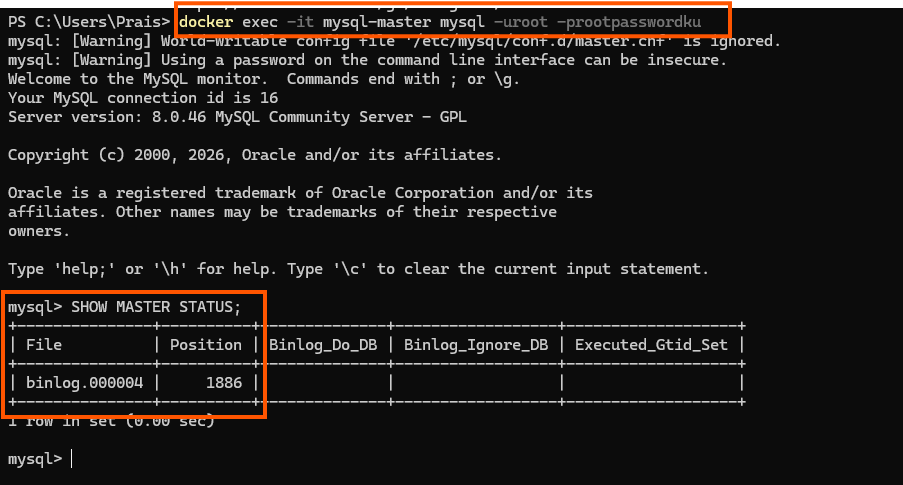 PS C:\Users\Prais> docker exec -it mysql-master mysql -uroot -prootpasswordku
mysql: [Warning] World-writable config file '/etc/mysql/conf.d/master.cnf' is ignored.
mysql: [Warning] Using a password on the command line interface can be insecure.
Welcome to the MySQL monitor.  Commands end with ; or \g.
Your MySQL connection id is 16
Server version: 8.0.46 MySQL Community Server - GPL

Copyright (c) 2000, 2026, Oracle and/or its affiliates.

Oracle is a registered trademark of Oracle Corporation and/or its
affiliates. Other names may be trademarks of their respective
owners.

Type 'help;' or '\h' for help. Type '\c' to clear the current input statement.

mysql> SHOW MASTER STATUS;
+---------------+----------+--------------+------------------+-------------------+
| File          | Position | Binlog_Do_DB | Binlog_Ignore_DB | Executed_Gtid_Set |
+---------------+----------+--------------+------------------+-------------------+
| binlog.000004 |     1886 |              |                  |                   |
+---------------+----------+--------------+------------------+-------------------+
1 row in set (0.00 sec)

mysql>